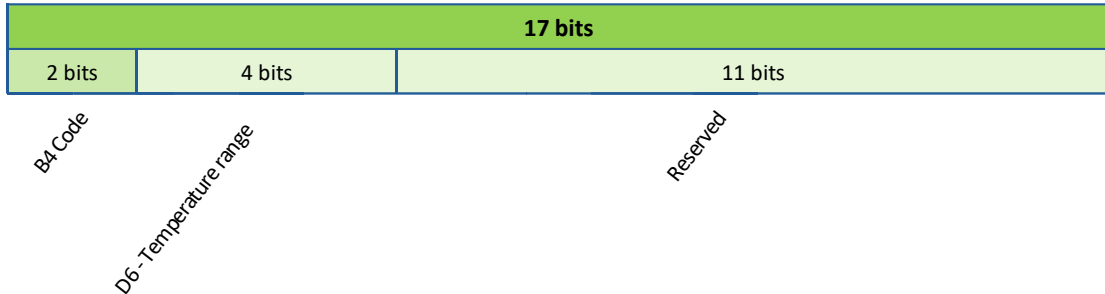 17 bits
2 bits
4 bits
11 bits
B4 Code
D6 - Temperature range
Reserved